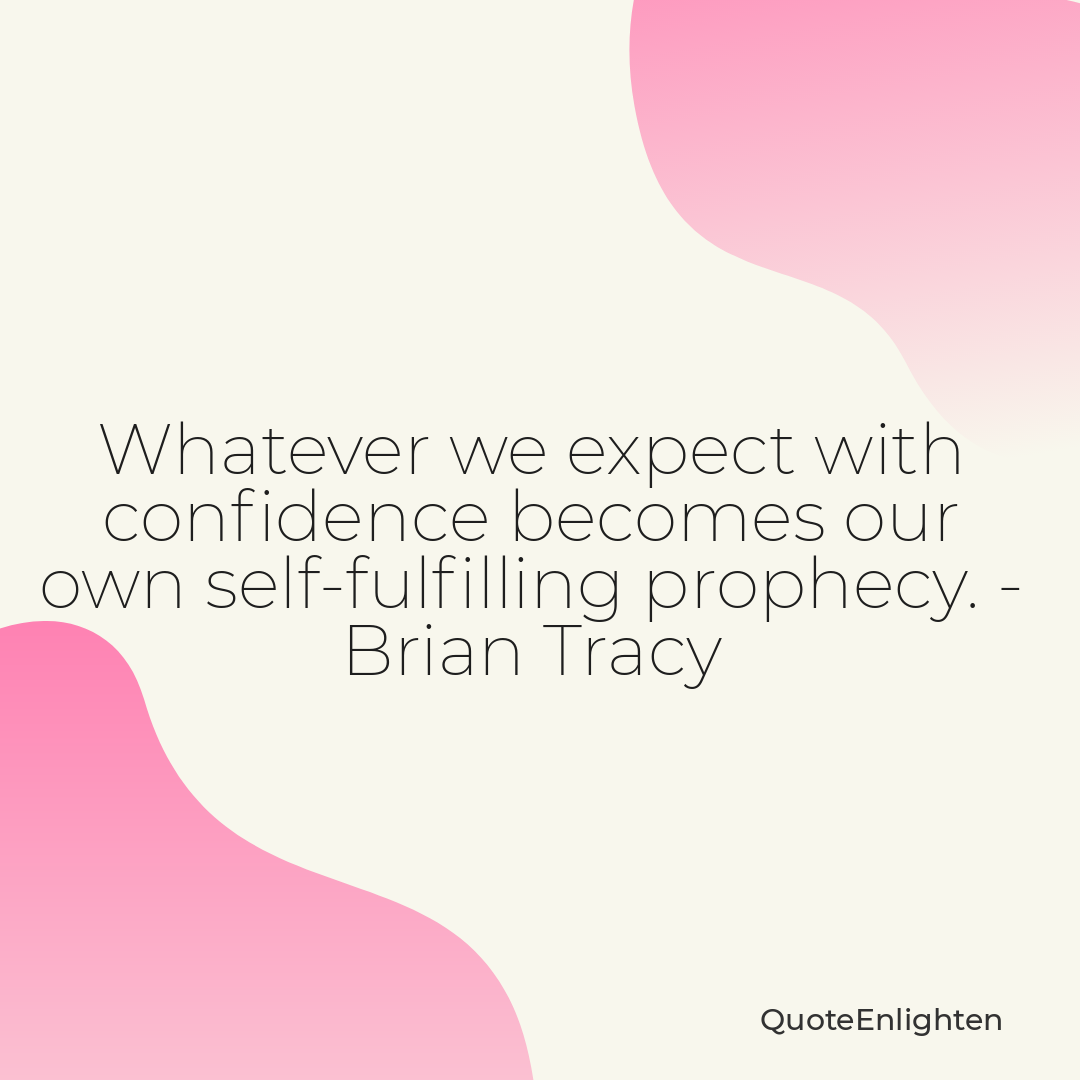 Whatever we expect with
confidence becomes our
own self-fulfilling prophecy. -
Brian Tracy
QuoteEnlighten